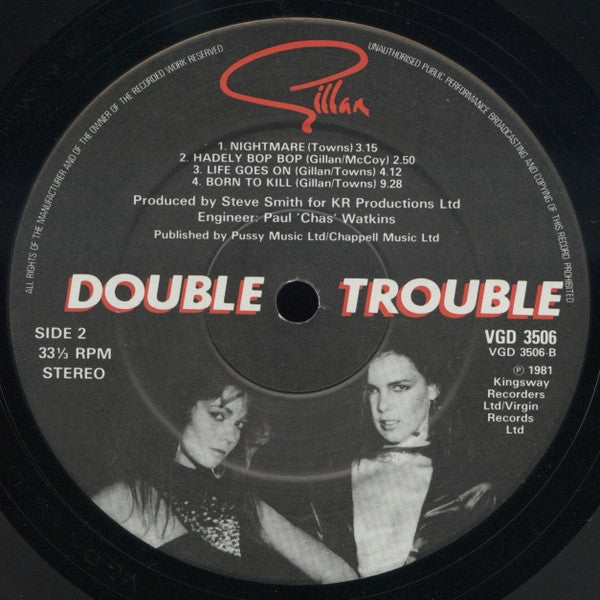 ALL RIGHTS OF THE MANUFACTURER AND OF THE OWNER OF THE RECORDED WORK RESERVED
UNAUTHORISED PUBLIC PERFORMANCE BROADCASTING AND COPYING OF THIS RECORD PROHIBITED
Gillan
1. NIGHTMARE (Towns) 3.15
2. HADELY BOP BOP (Gillan/McCoy) 2.50
3. LIFE GOES ON (Gillan/Towns) 4.12
4. BORN TO KILL (Gillan/Towns) 9.28
Produced by Steve Smith for KR Productions Ltd
Engineer: Paul 'Chas' Watkins
Published by Pussy Music Ltd/Chappell Music Ltd
DOUBLE TROUBLE
SIDE 2
33⅓ RPM
STEREO
VGD 3506
VGD 3506-B
℗ 1981
Kingsway
Recorders
Ltd/Virgin
Records
Ltd